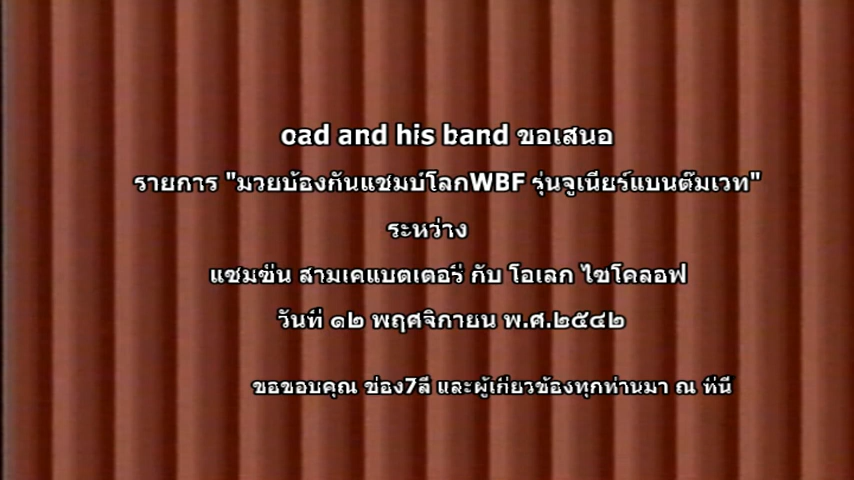 oad and his band ขอเสนอ
รายการ "มวยป้องกันแชมป์โลกWBF รุ่นจูเนียร์แบนตั๊มเวท"
ระหว่าง
แชมชิ่น สามเคแบตเตอรี่ กับ โอเลก ไซโคลอฟ
วันที่ ๑๒ พฤศจิกายน พ.ศ.๒๕๔๒
ขอขอบคุณ ช่อง7สี และผู้เกี่ยวข้องทุกท่านมา ณ ที่นี้